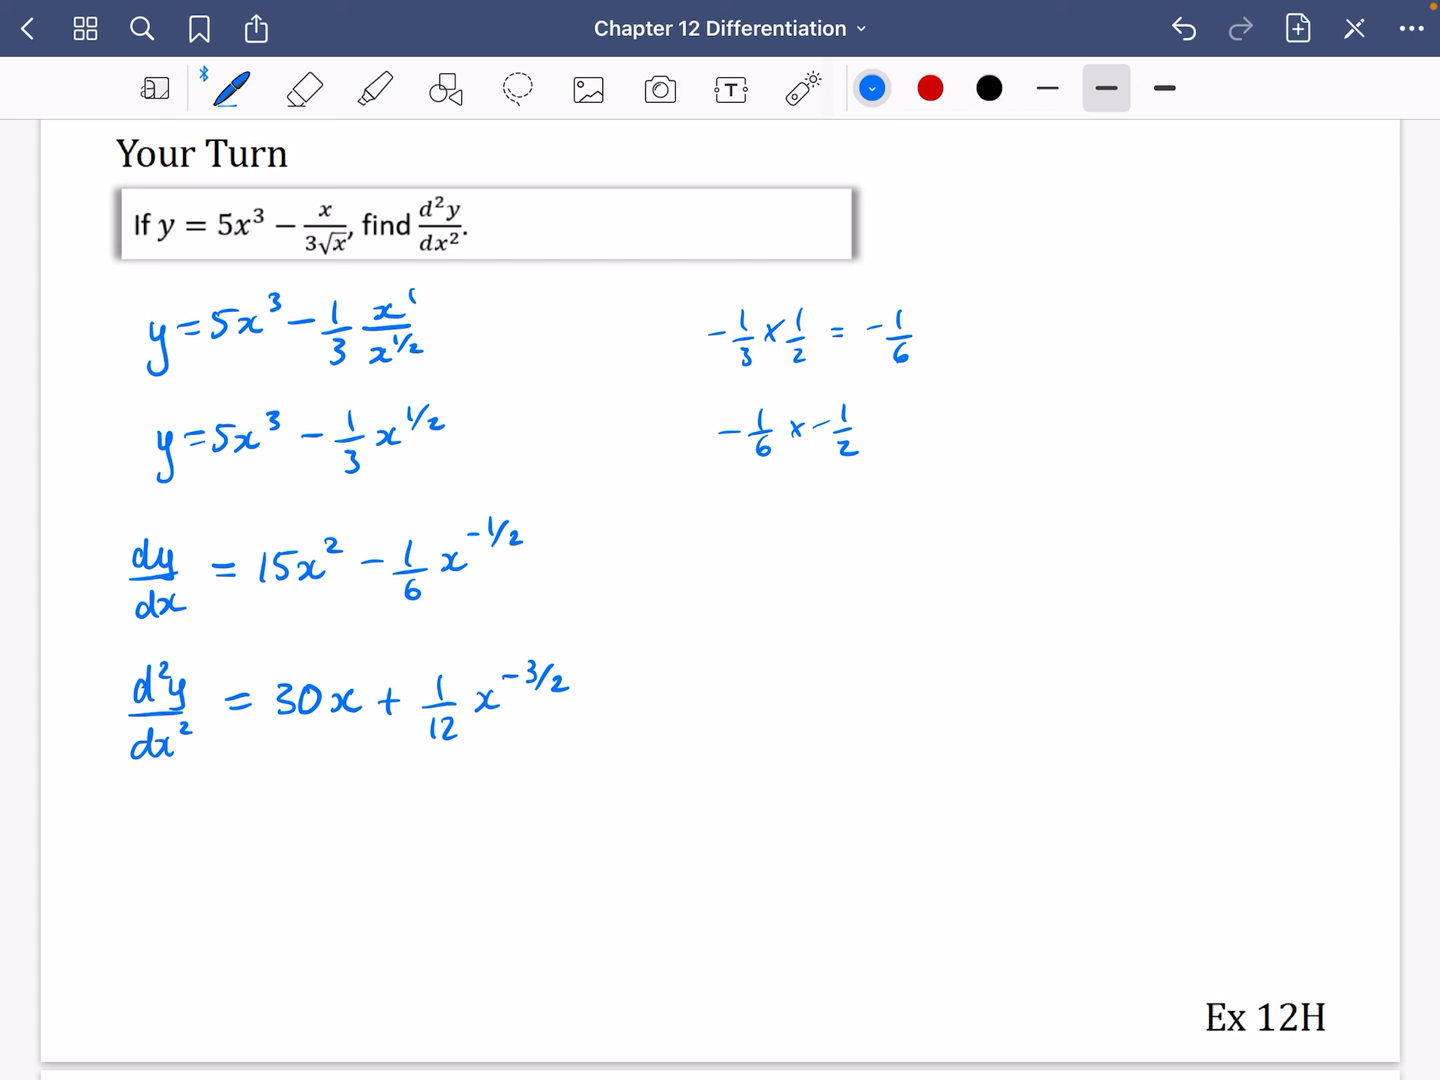 Chapter 12 Differentiation
Your Turn
If y = 5x³ − x/(3√x), find d²y/dx².
y = 5x³ − 1/3 x¹/x^(1/2)
y = 5x³ − 1/3 x^(1/2)
dy/dx = 15x² − 1/6 x^(−1/2)
d²y/dx² = 30x + 1/12 x^(−3/2)
−1/3 × 1/2 = −1/6
−1/6 × −1/2
Ex 12H